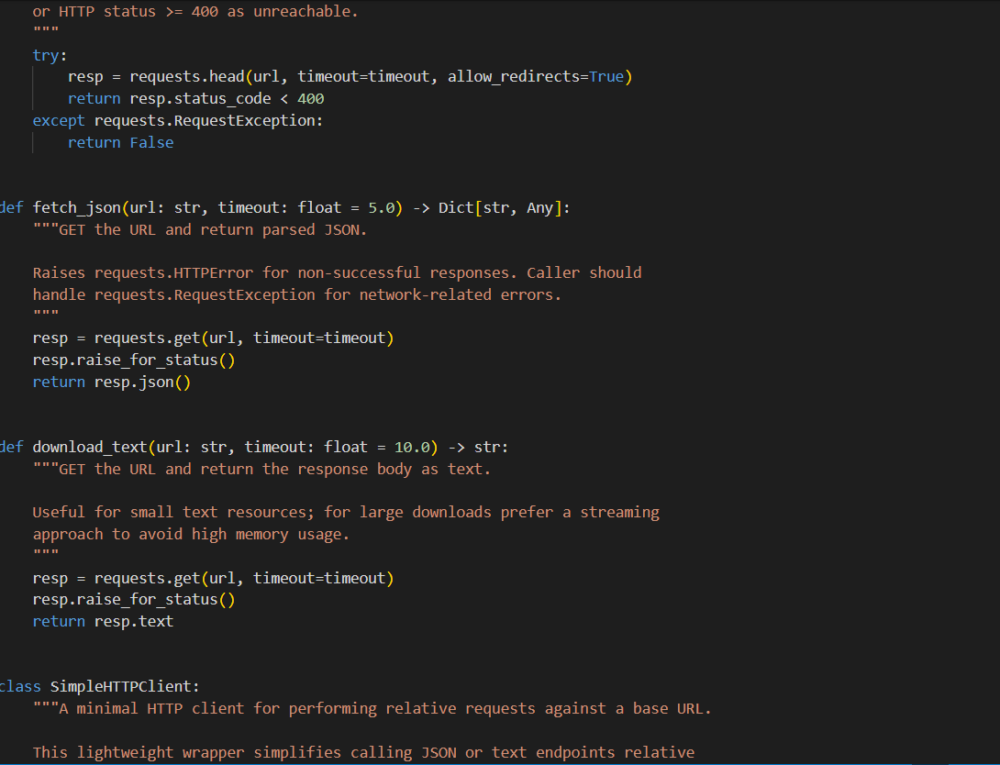 or HTTP status >= 400 as unreachable.
    """
    try:
        resp = requests.head(url, timeout=timeout, allow_redirects=True)
        return resp.status_code < 400
    except requests.RequestException:
        return False
def fetch_json(url: str, timeout: float = 5.0) -> Dict[str, Any]:
    """GET the URL and return parsed JSON.
    Raises requests.HTTPError for non-successful responses. Caller should
    handle requests.RequestException for network-related errors.
    """
    resp = requests.get(url, timeout=timeout)
    resp.raise_for_status()
    return resp.json()
def download_text(url: str, timeout: float = 10.0) -> str:
    """GET the URL and return the response body as text.
    Useful for small text resources; for large downloads prefer a streaming
    approach to avoid high memory usage.
    """
    resp = requests.get(url, timeout=timeout)
    resp.raise_for_status()
    return resp.text
class SimpleHTTPClient:
    """A minimal HTTP client for performing relative requests against a base URL.
    This lightweight wrapper simplifies calling JSON or text endpoints relative